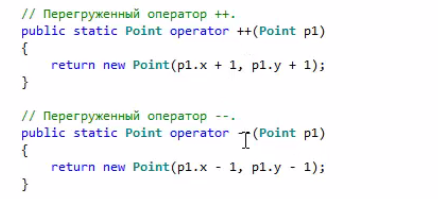 // Перегруженный оператор ++.
public static Point operator ++(Point p1)
{
return new Point(p1.x + 1, p1.y + 1);
}
// Перегруженный оператор --.
public static Point operator --(Point p1)
{
return new Point(p1.x - 1, p1.y - 1);
}